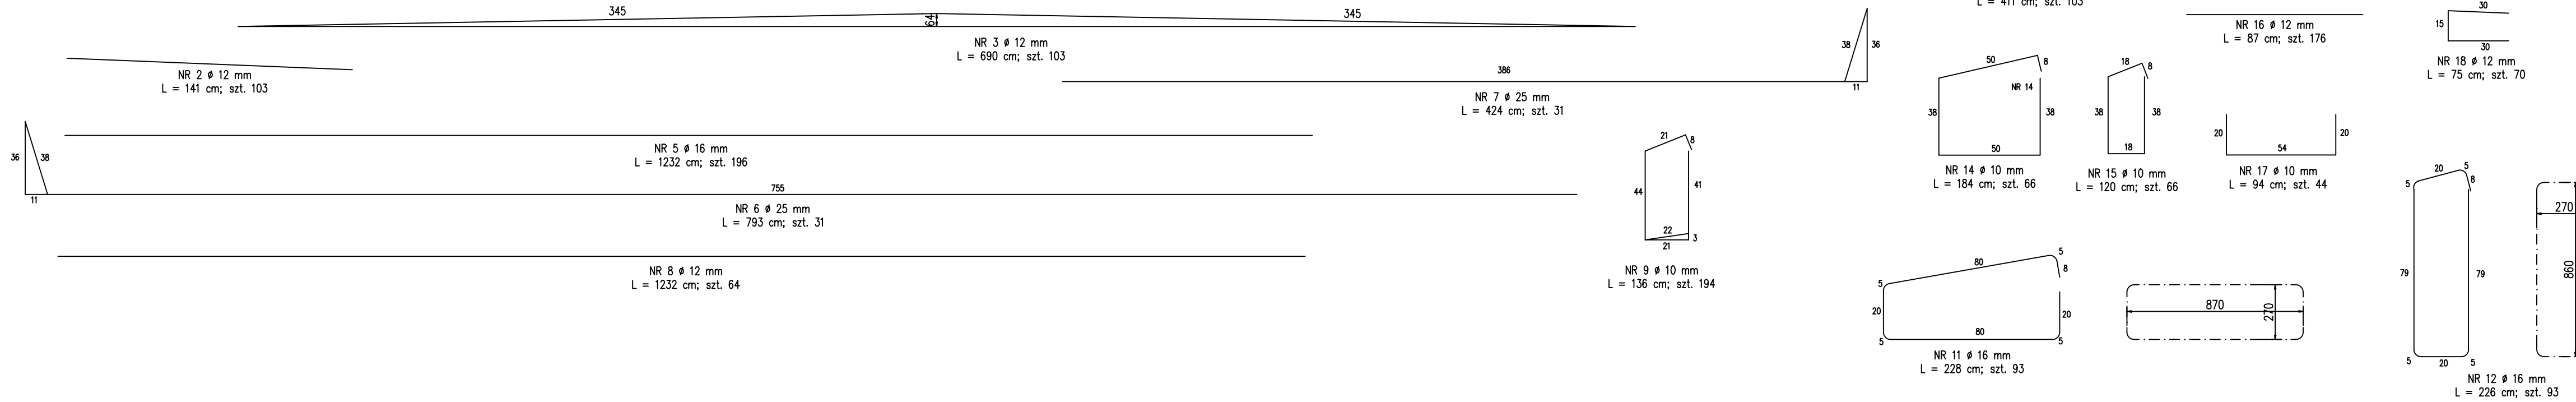 345
64
345
NR 3 ø 12 mm
L = 690 cm; szt. 103
NR 2 ø 12 mm
L = 141 cm; szt. 103
38
36
386
11
NR 7 ø 25 mm
L = 424 cm; szt. 31
L = 411 cm; szt. 103
NR 16 ø 12 mm
L = 87 cm; szt. 176
30
15
30
NR 18 ø 12 mm
L = 75 cm; szt. 70
50
8
NR 14
38
38
50
NR 14 ø 10 mm
L = 184 cm; szt. 66
18
8
38
38
18
NR 15 ø 10 mm
L = 120 cm; szt. 66
20
20
54
NR 17 ø 10 mm
L = 94 cm; szt. 44
NR 5 ø 16 mm
L = 1232 cm; szt. 196
36
38
11
755
NR 6 ø 25 mm
L = 793 cm; szt. 31
21
8
44
41
22
3
21
NR 9 ø 10 mm
L = 136 cm; szt. 194
NR 8 ø 12 mm
L = 1232 cm; szt. 64
5
80
5
8
20
20
80
5
5
NR 11 ø 16 mm
L = 228 cm; szt. 93
870
270
5
20
5
8
79
79
5
20
5
NR 12 ø 16 mm
L = 226 cm; szt. 93
270
860